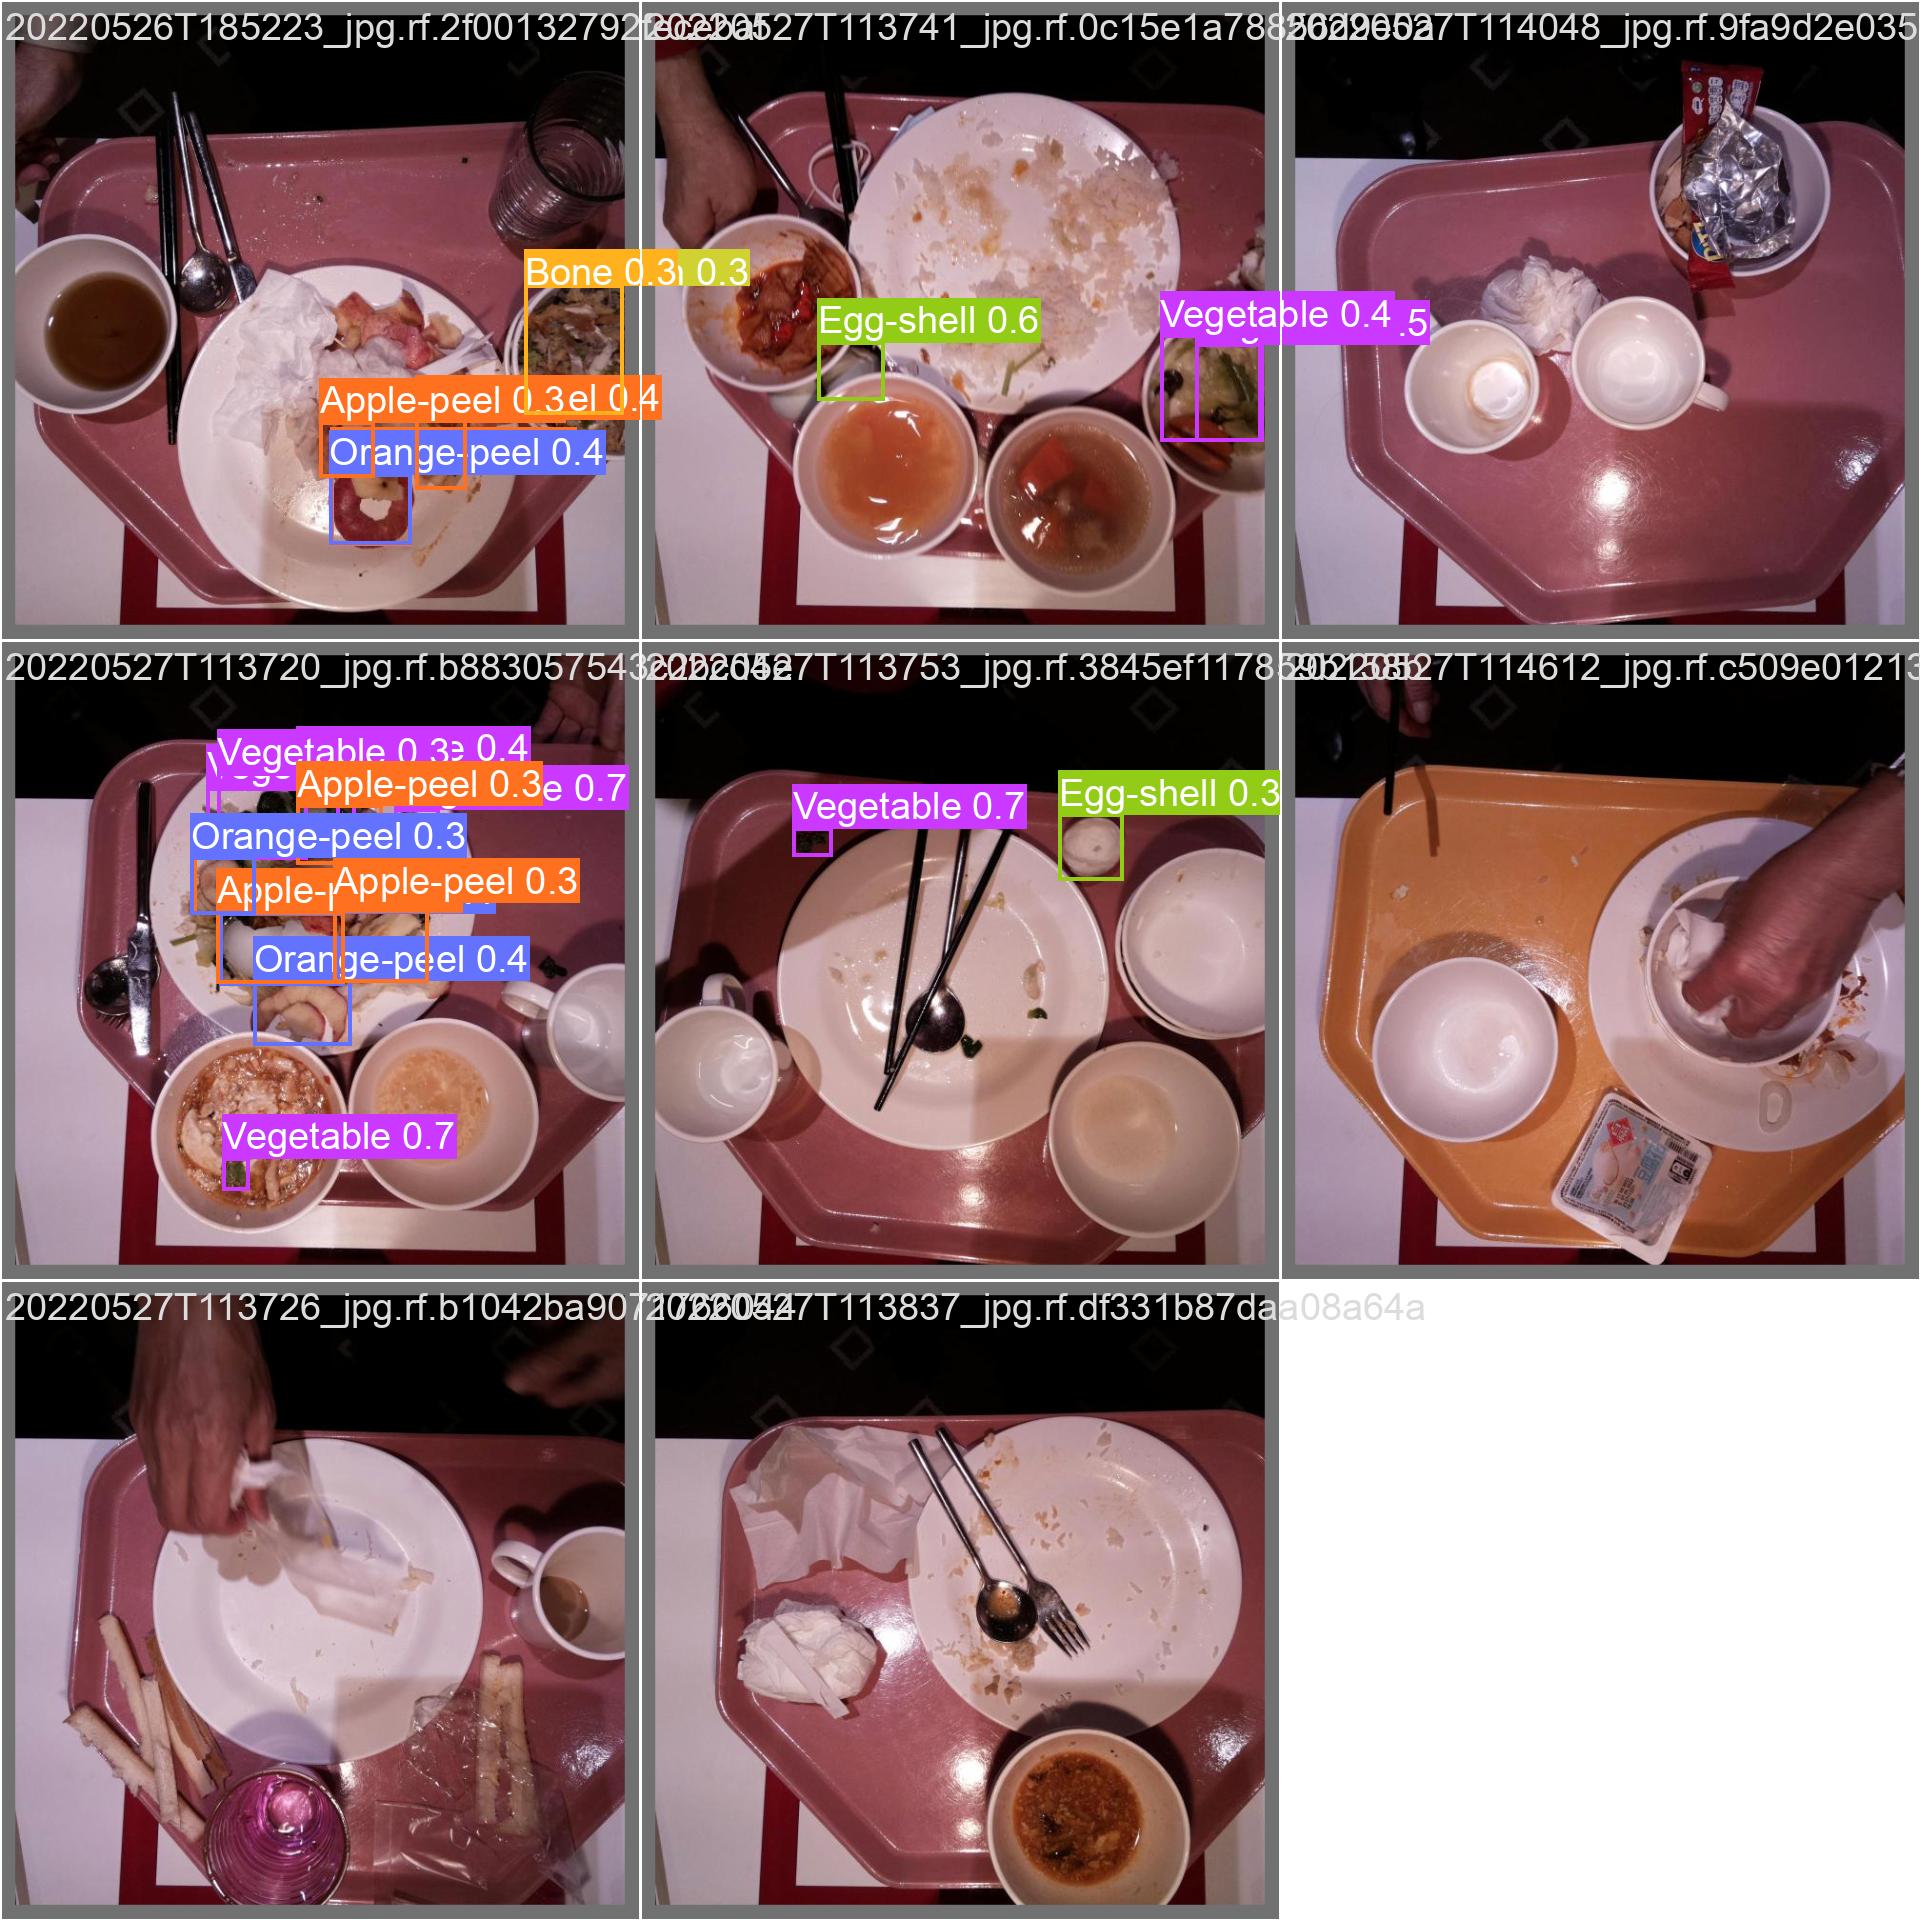 20220526T185223_jpg.rf.2f00132792
20220527T113741_jpg.rf.0c15e1a788
20220527T114048_jpg.rf.9fa9d2e035
Bone 0.3
0.3
Egg-shell 0.6
Vegetable 0.4
.5
Apple-peel 0.3
el 0.4
Orange-peel 0.4
20220527T113720_jpg.rf.b883057543
20220527T113753_jpg.rf.3845ef11785
20220527T114612_jpg.rf.c509e01213
Vegetable 0.3
0.4
Apple-peel 0.3
e 0.7
Vegetable 0.7
Egg-shell 0.3
Orange-peel 0.3
Apple-
Apple-peel 0.3
Orange-peel 0.4
Vegetable 0.7
20220527T113726_jpg.rf.b1042ba907
20220527T113837_jpg.rf.df331b87daa08a64a